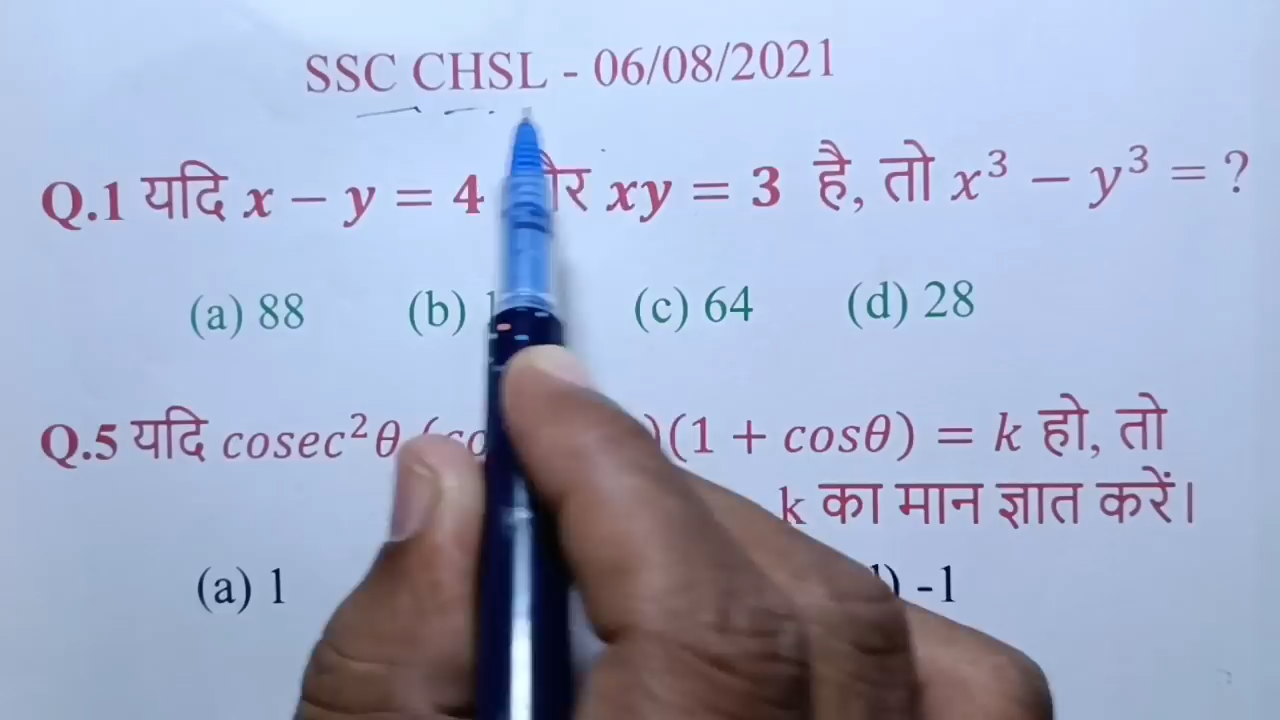 SSC CHSL - 06/08/2021
Q.1 यदि x − y = 4 xy = 3 है, तो x³ − y³ = ?
(a) 88 (b) (c) 64 (d) 28
Q.5 यदि cosec²θ )(1 + cosθ) = k हो, तो
k का मान ज्ञात करें।
(a) 1 -1